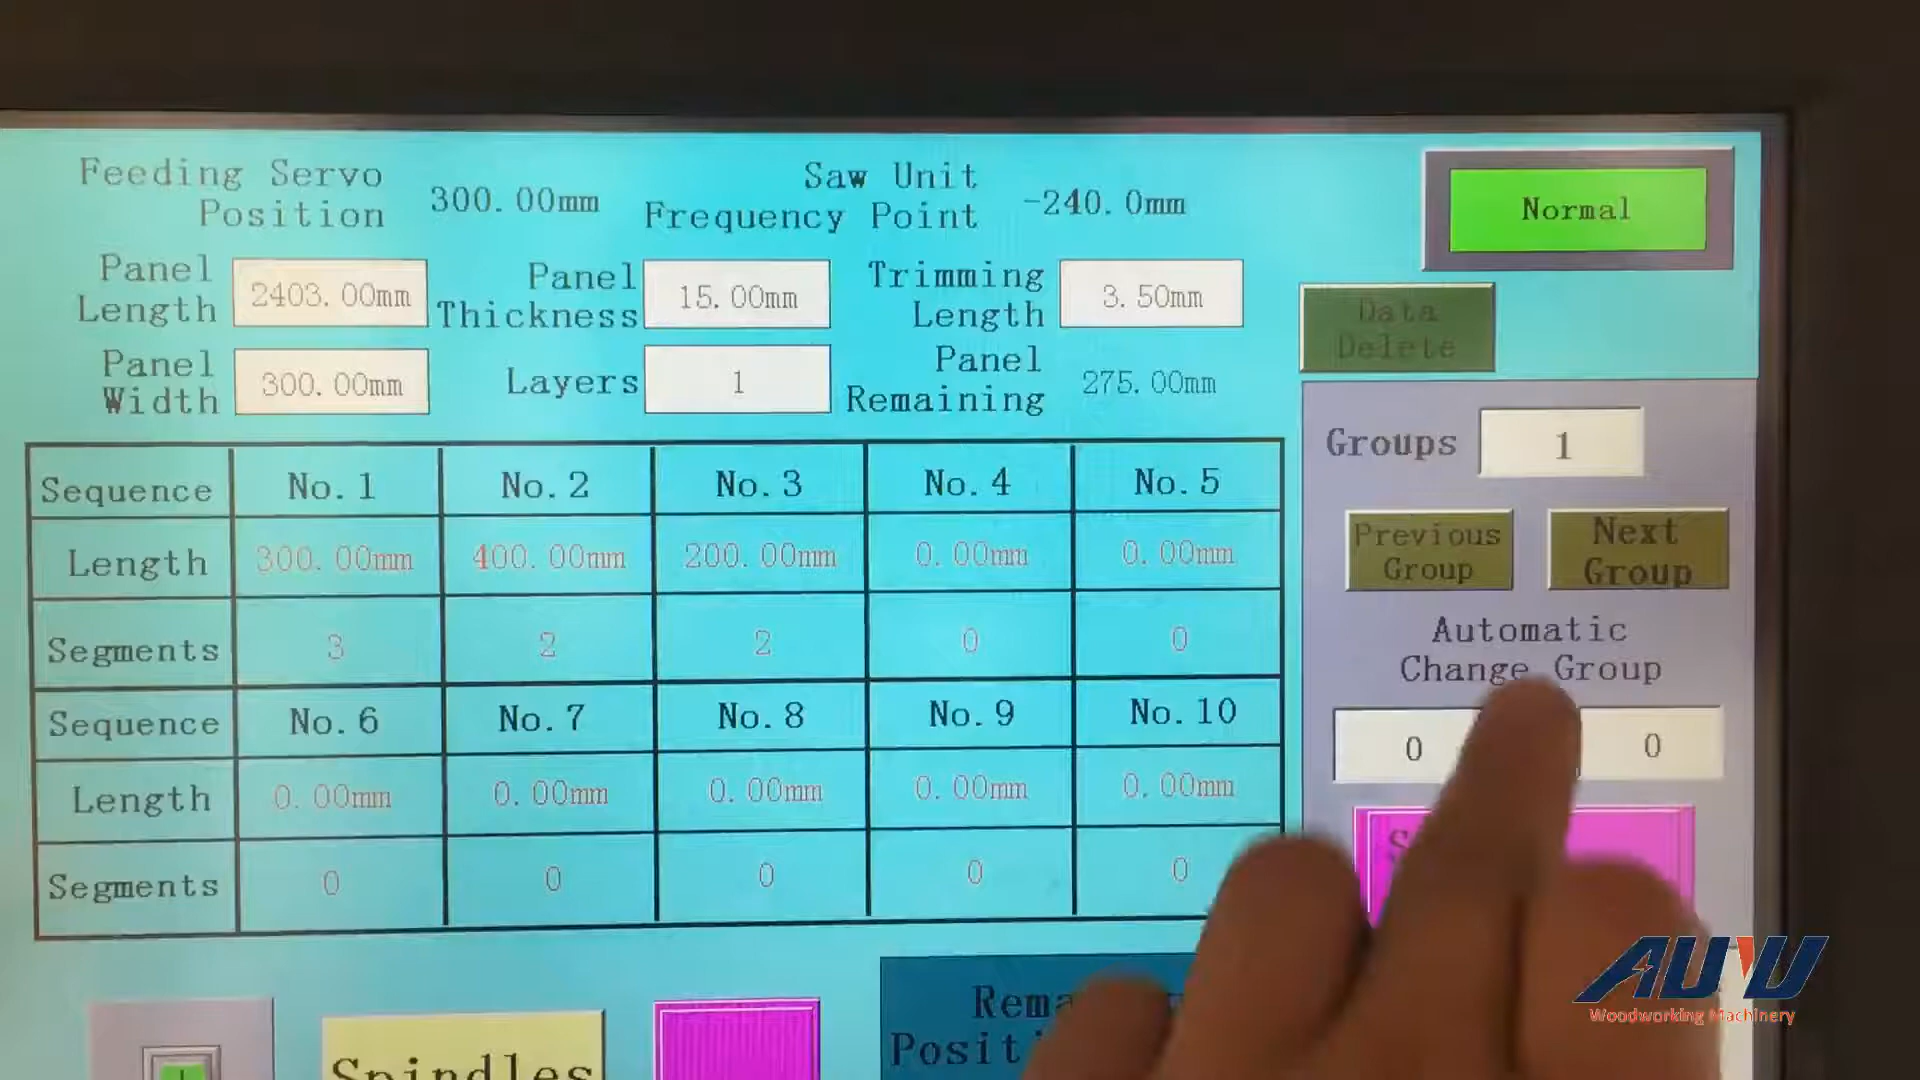 Feeding Servo
Position
300.00mm
Saw Unit
Frequency Point
-240.0mm
Normal
Panel
Length
2403.00mm
Panel
Thickness
15.00mm
Trimming
Length
3.50mm
Data
Delete
Panel
Width
300.00mm
Layers
1
Panel
Remaining
275.00mm
Groups
1
Sequence No.1 No.2 No.3 No.4 No.5
Length 300.00mm 400.00mm 200.00mm 0.00mm 0.00mm
Segments 3 2 2 0 0
Sequence No.6 No.7 No.8 No.9 No.10
Length 0.00mm 0.00mm 0.00mm 0.00mm 0.00mm
Segments 0 0 0 0 0
Previous
Group
Next
Group
Automatic
Change Group
0
0
Spindles
AUW
Woodworking Machinery